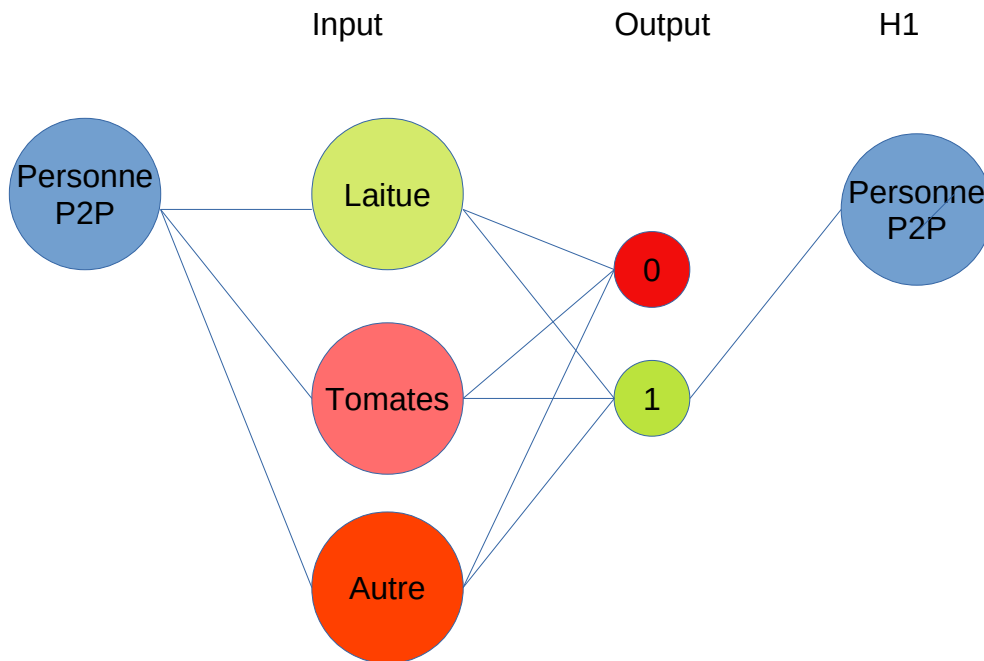 Input
Output
H1
Personne
P2P
Laitue
0
Personne
P2P
Tomates
1
Autre